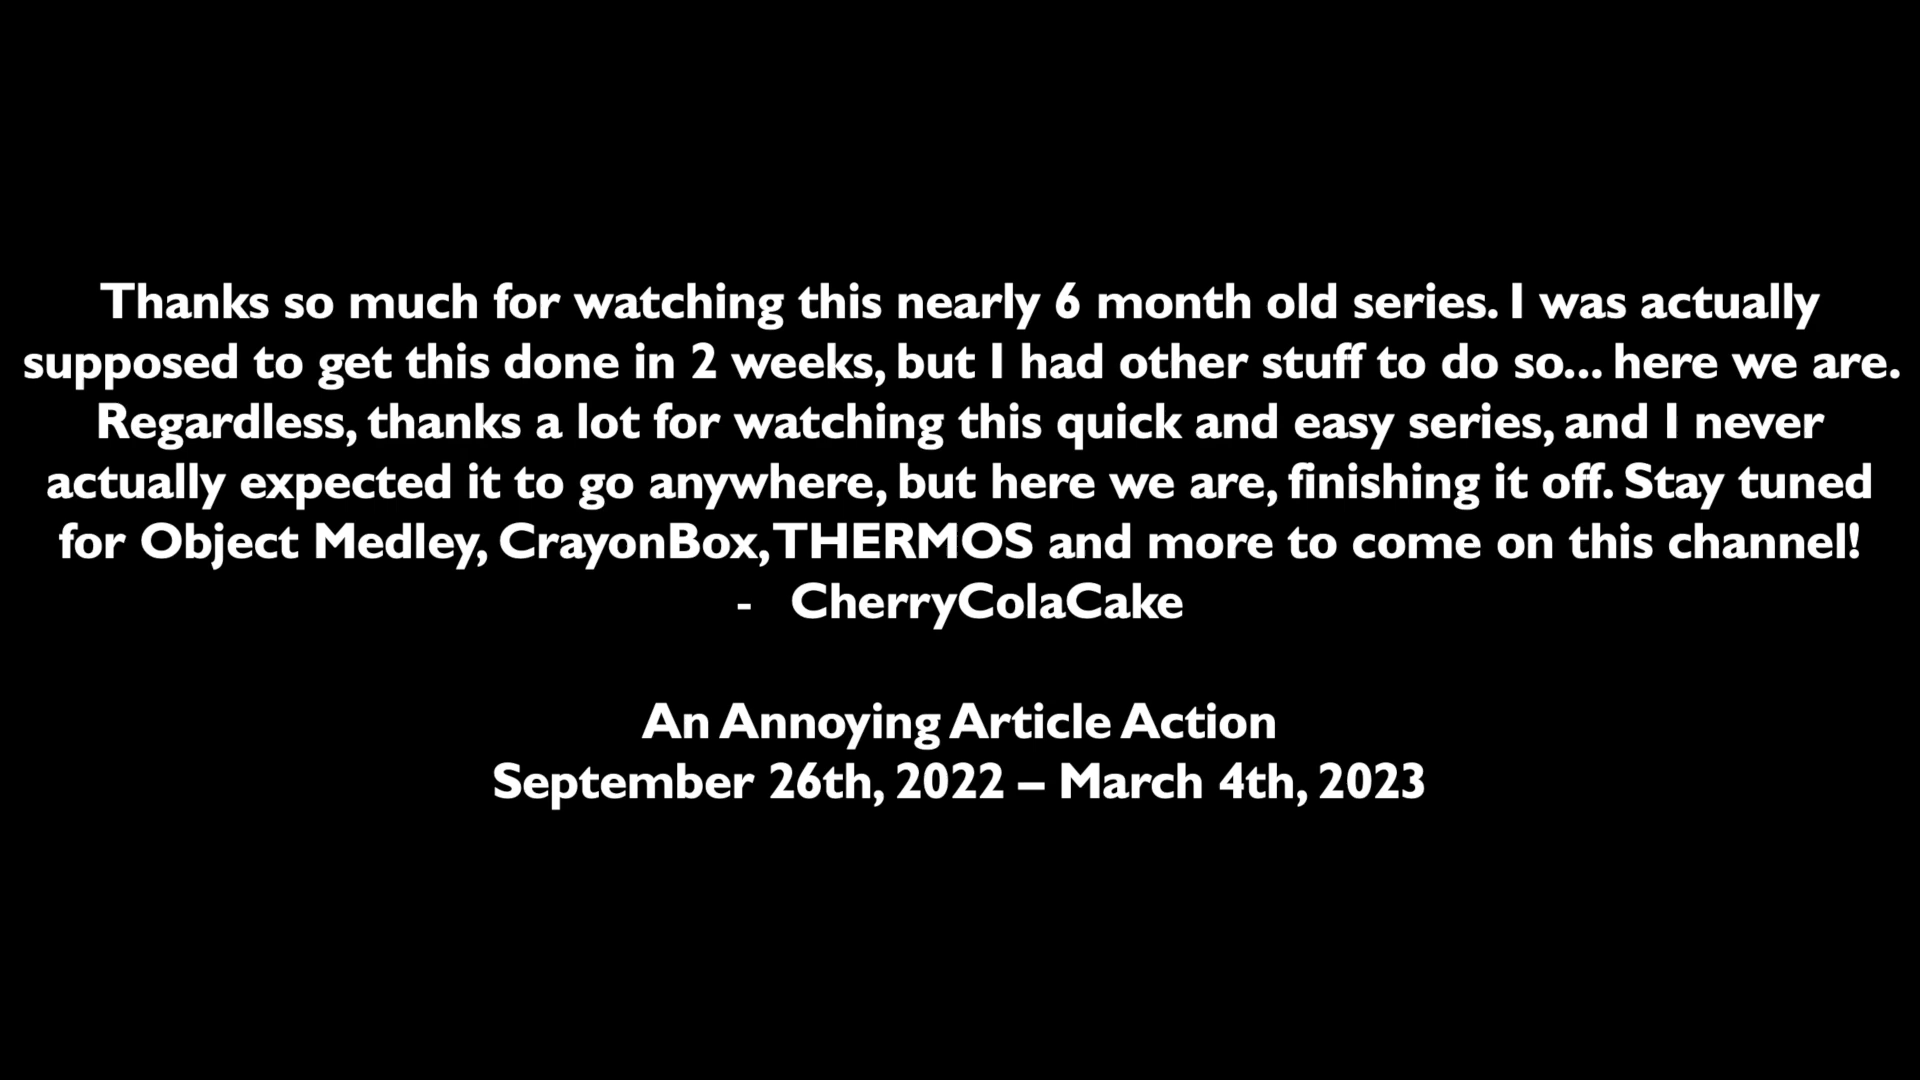 Thanks so much for watching this nearly 6 month old series. I was actually
supposed to get this done in 2 weeks, but I had other stuff to do so... here we are.
Regardless, thanks a lot for watching this quick and easy series, and I never
actually expected it to go anywhere, but here we are, finishing it off. Stay tuned
for Object Medley, CrayonBox, THERMOS and more to come on this channel!
- CherryColaCake
An Annoying Article Action
September 26th, 2022 – March 4th, 2023